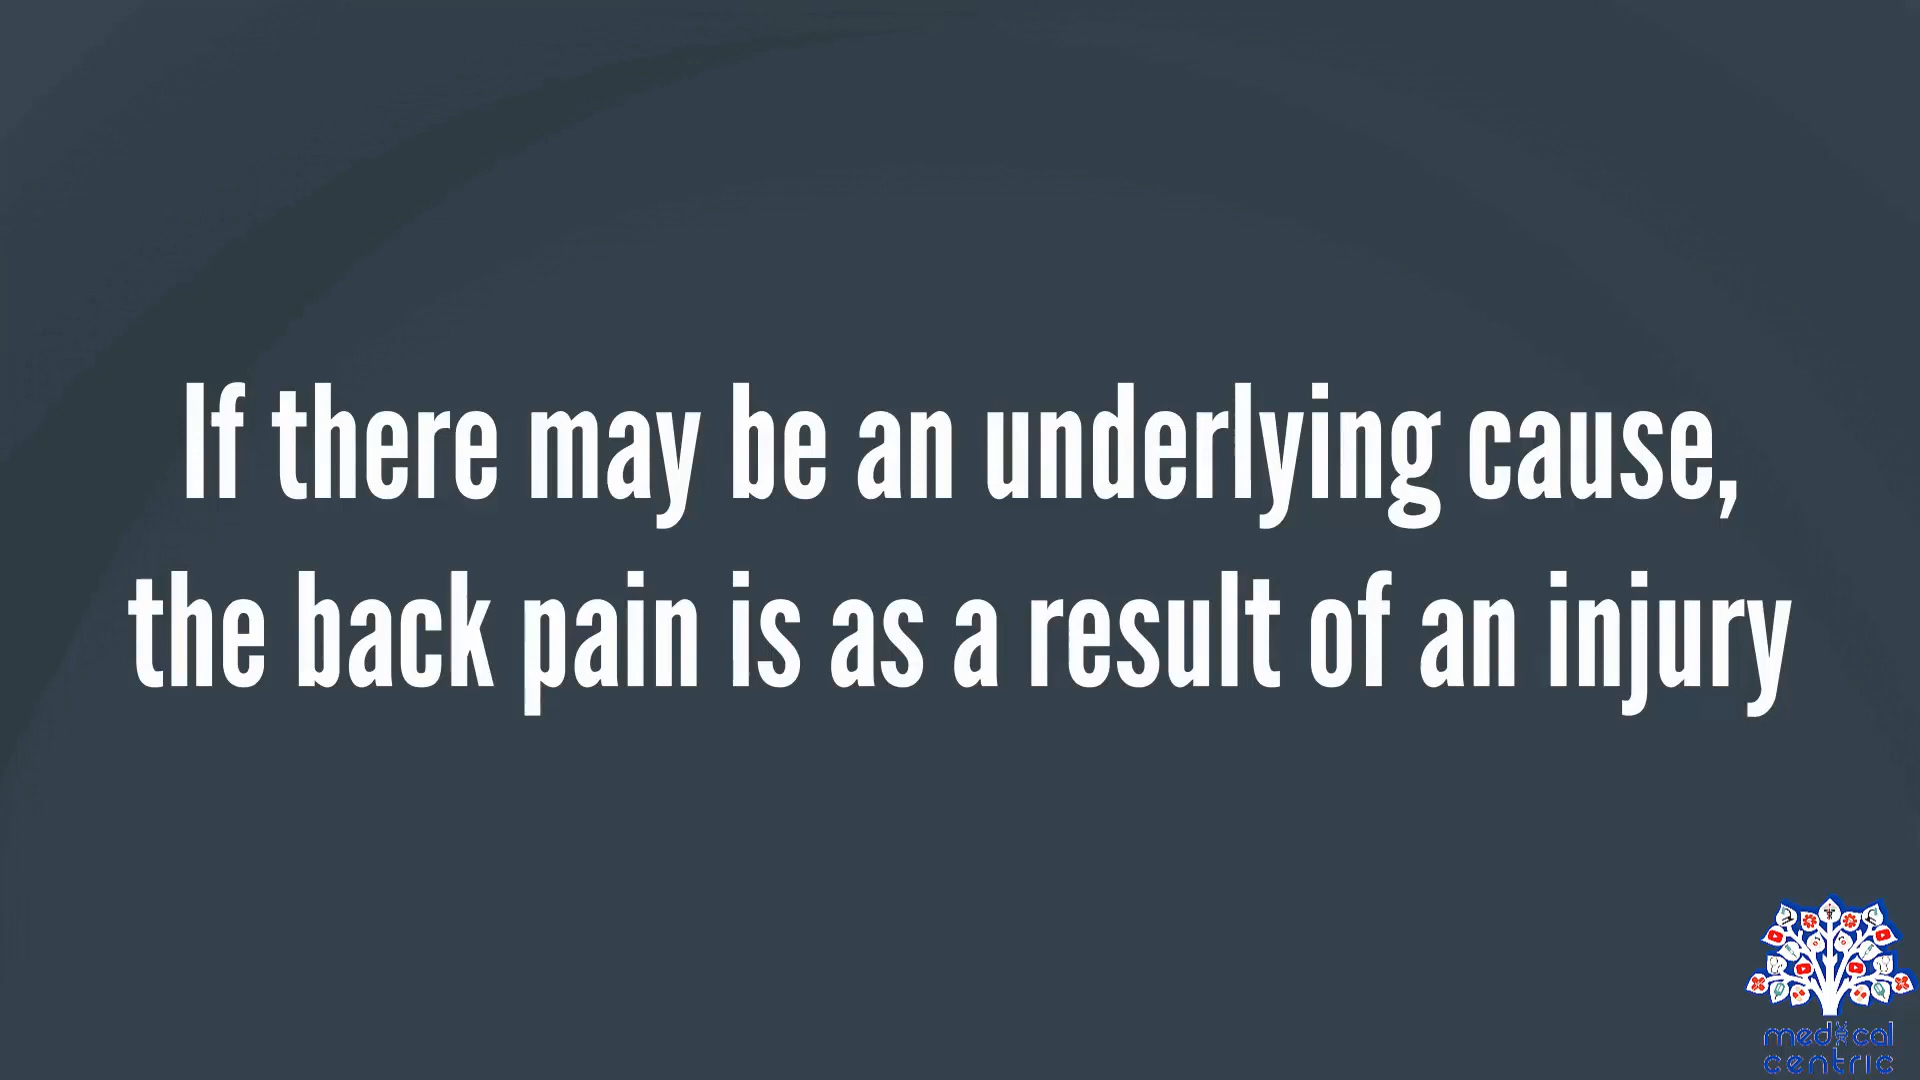 If there may be an underlying cause,
the back pain is as a result of an injury
medical
centric